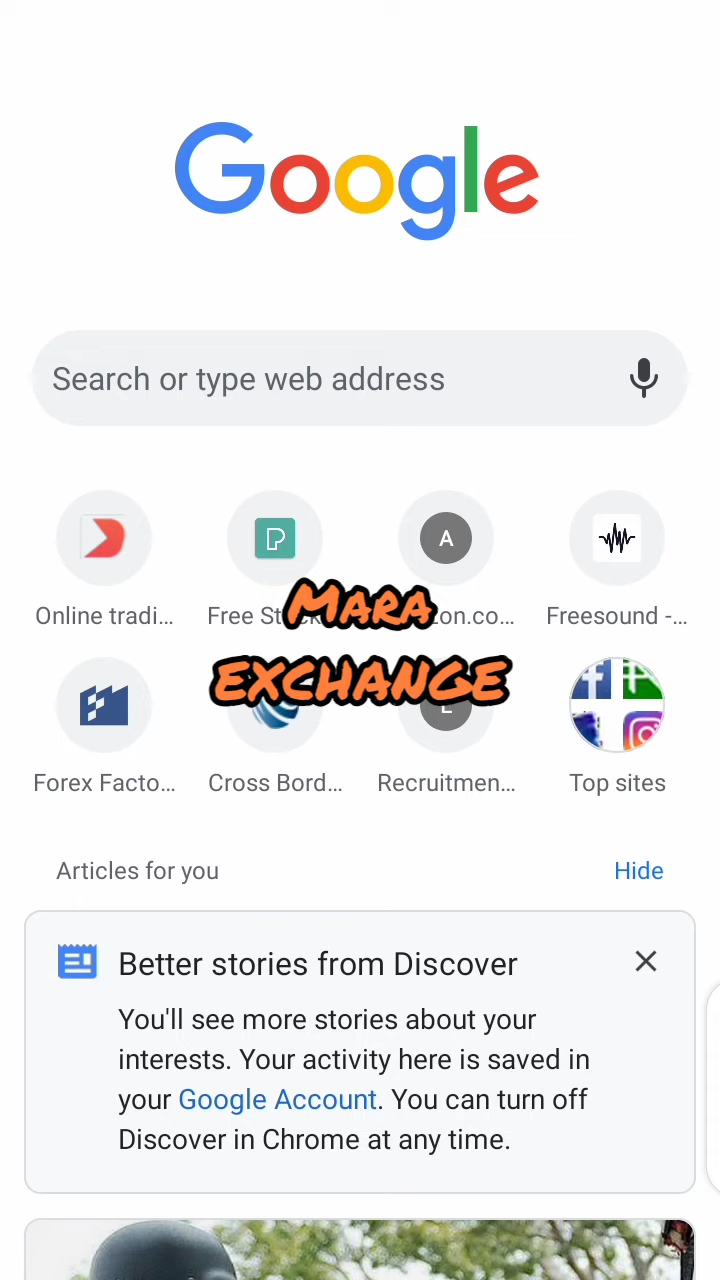 Google
Search or type web address
Online tradi...
Free
A
zon.co...
Freesound -...
Mara
exchange
Forex Facto...
Cross Bord...
Recruitmen...
Top sites
Articles for you
Hide
Better stories from Discover
You'll see more stories about your
interests. Your activity here is saved in
your Google Account. You can turn off
Discover in Chrome at any time.